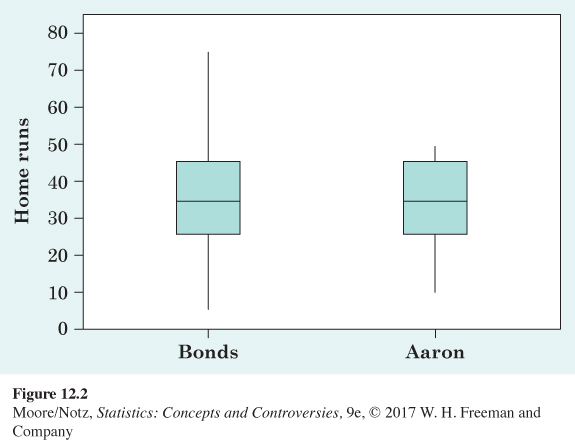 80
70
60
50
40
30
20
10
0
Home runs
Bonds Aaron
Figure 12.2
Moore/Notz, Statistics: Concepts and Controversies, 9e, © 2017 W. H. Freeman and
Company